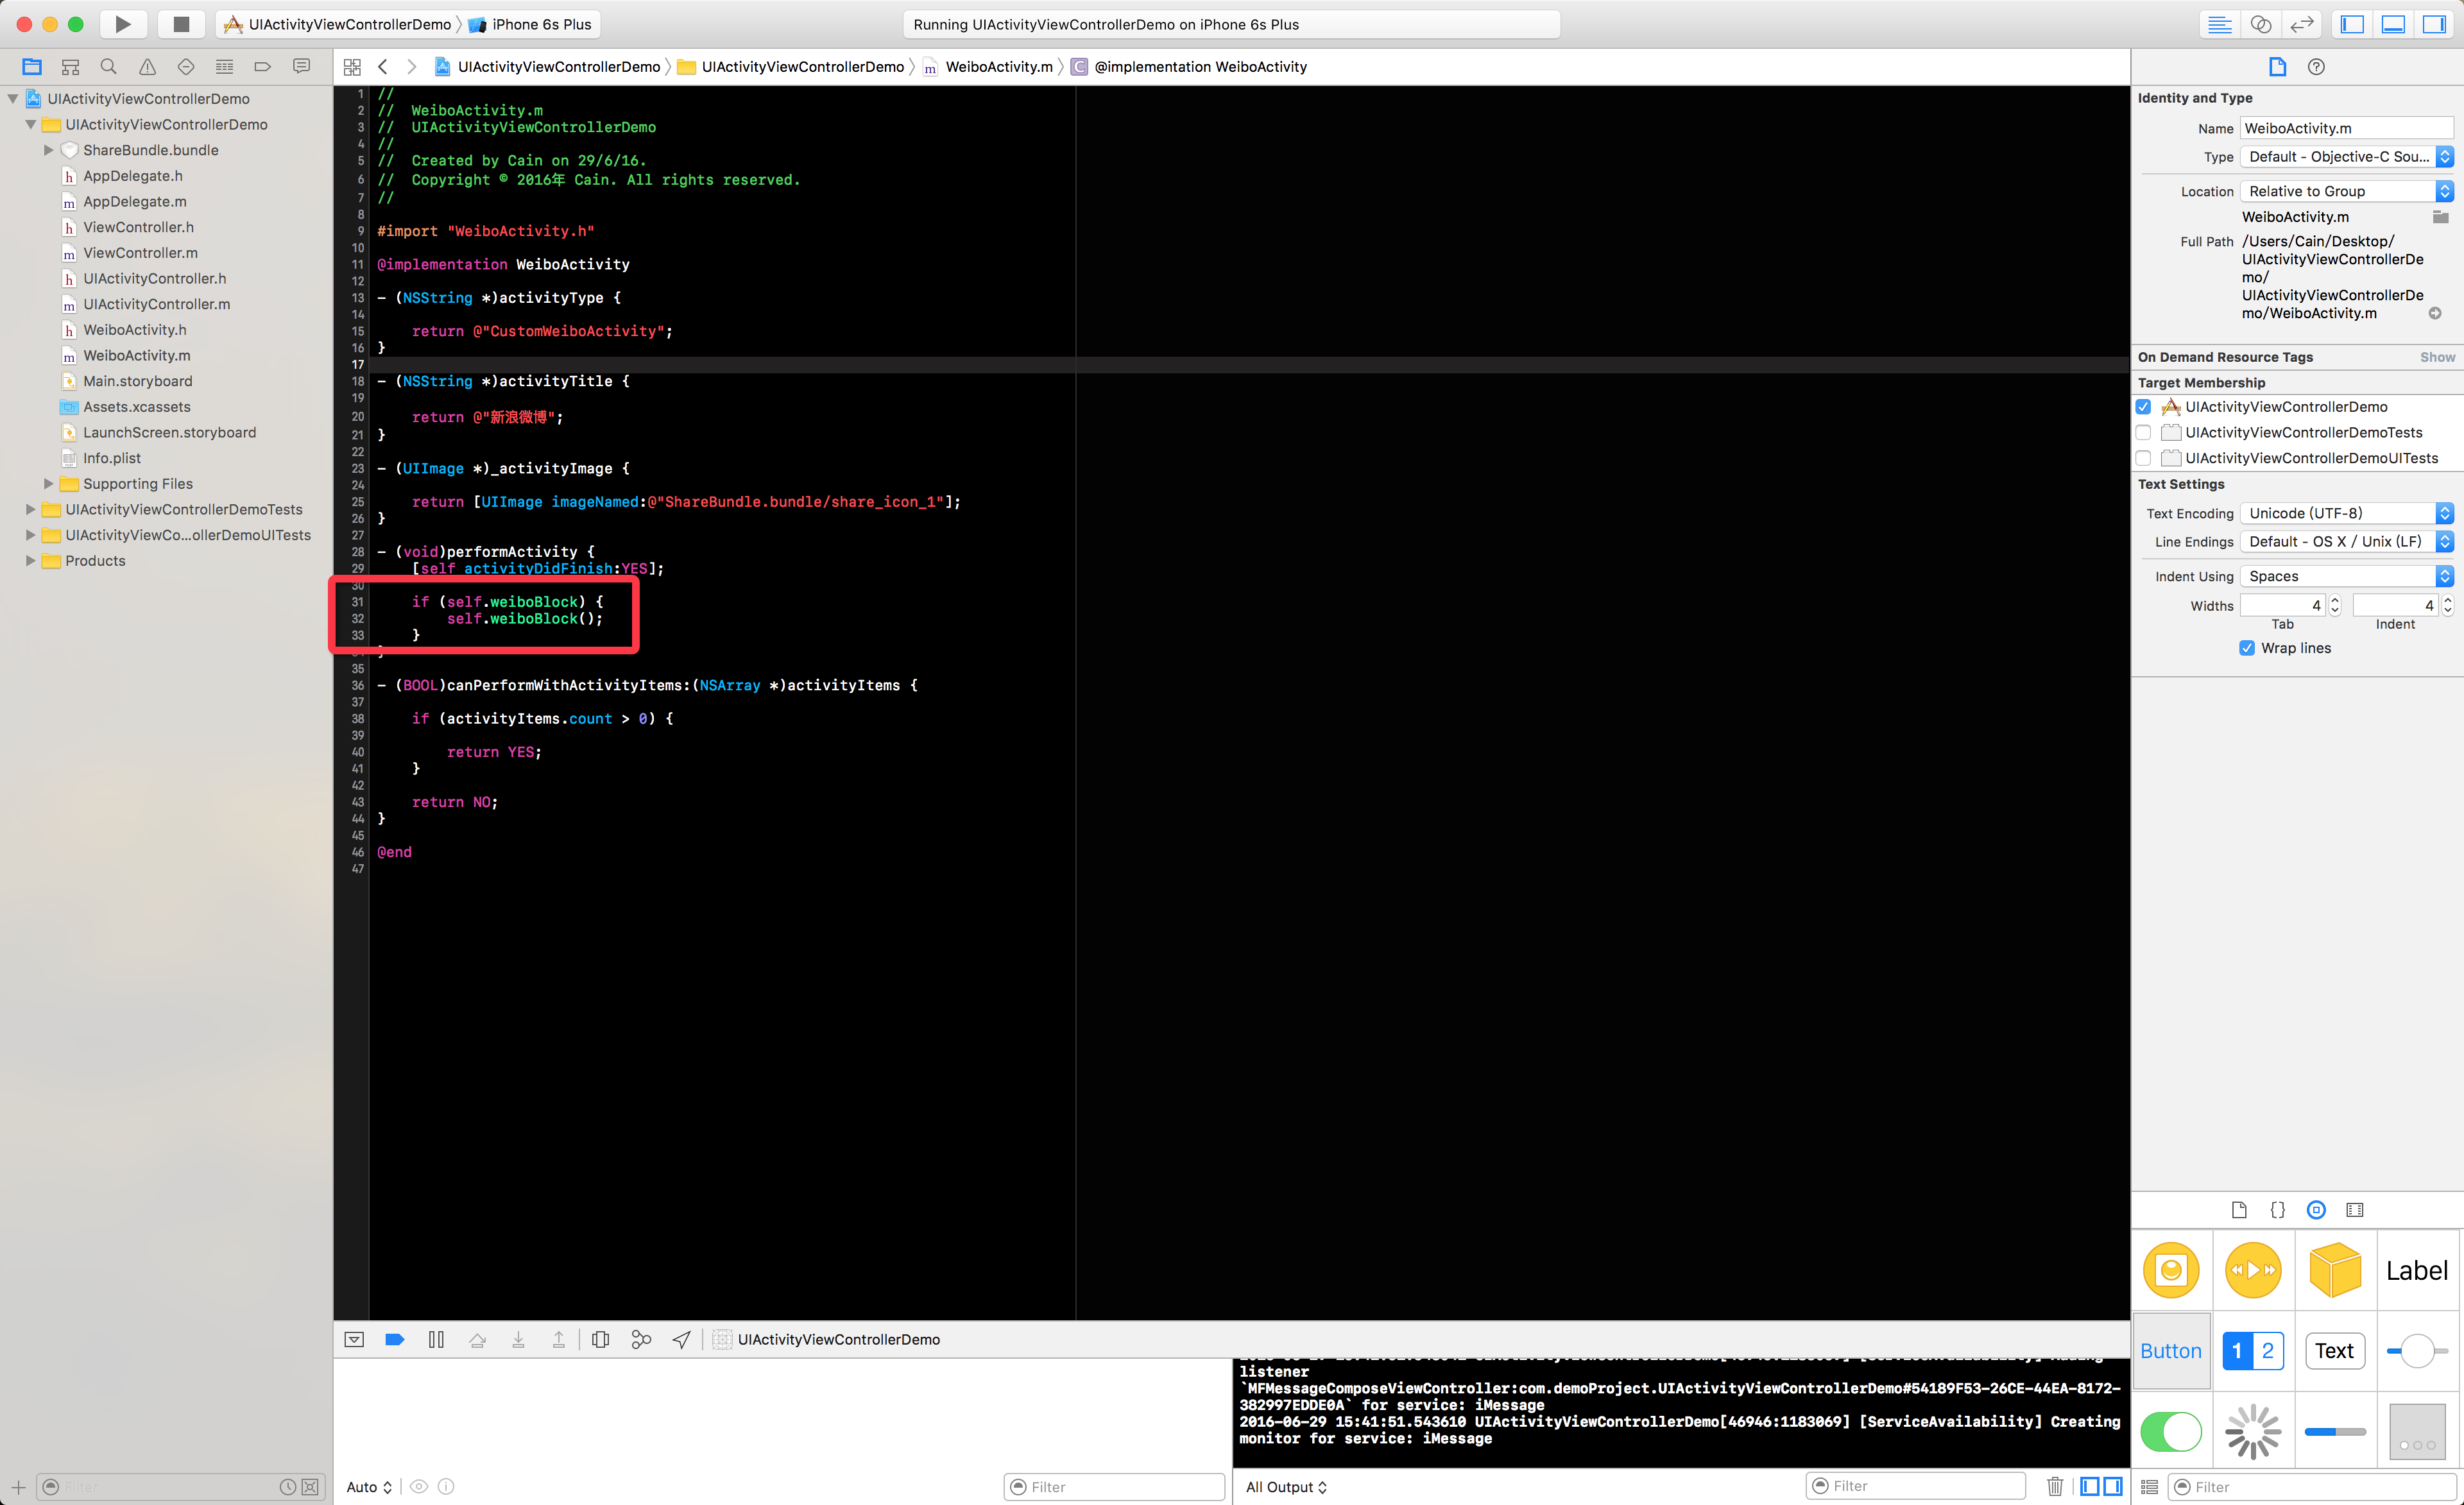 UIActivityViewControllerDemo
iPhone 6s Plus
Running UIActivityViewControllerDemo on iPhone 6s Plus
UIActivityViewControllerDemo
UIActivityViewControllerDemo
WeiboActivity.m
@implementation WeiboActivity
UIActivityViewControllerDemo
UIActivityViewControllerDemo
ShareBundle.bundle
AppDelegate.h
AppDelegate.m
ViewController.h
ViewController.m
UIActivityController.h
UIActivityController.m
WeiboActivity.h
WeiboActivity.m
Main.storyboard
Assets.xcassets
LaunchScreen.storyboard
Info.plist
Supporting Files
UIActivityViewControllerDemoTests
UIActivityViewCo...ollerDemoUITests
Products
Filter
1 //
2 //  WeiboActivity.m
3 //  UIActivityViewControllerDemo
4 //
5 //  Created by Cain on 29/6/16.
6 //  Copyright © 2016年 Cain. All rights reserved.
7 //
8
9 #import "WeiboActivity.h"
10
11 @implementation WeiboActivity
12
13 - (NSString *)activityType {
14
15     return @"CustomWeiboActivity";
16 }
17
18 - (NSString *)activityTitle {
19
20     return @"新浪微博";
21 }
22
23 - (UIImage *)_activityImage {
24
25     return [UIImage imageNamed:@"ShareBundle.bundle/share_icon_1"];
26 }
27
28 - (void)performActivity {
29     [self activityDidFinish:YES];
30
31     if (self.weiboBlock) {
32         self.weiboBlock();
33     }
34 }
35
36 - (BOOL)canPerformWithActivityItems:(NSArray *)activityItems {
37
38     if (activityItems.count > 0) {
39
40         return YES;
41     }
42
43     return NO;
44 }
45
46 @end
47
UIActivityViewControllerDemo
listener
`MFMessageComposeViewController:com.demoProject.UIActivityViewControllerDemo#54189F53-26CE-44EA-8172-
382997EDDE0A` for service: iMessage
2016-06-29 15:41:51.543610 UIActivityViewControllerDemo[46946:1183069] [ServiceAvailability] Creating
monitor for service: iMessage
Auto
Filter
All Output
Filter
Identity and Type
Name WeiboActivity.m
Type Default - Objective-C Sou...
Location Relative to Group
WeiboActivity.m
Full Path /Users/Cain/Desktop/
UIActivityViewControllerDe
mo/
UIActivityViewControllerDe
mo/WeiboActivity.m
On Demand Resource Tags Show
Target Membership
UIActivityViewControllerDemo
UIActivityViewControllerDemoTests
UIActivityViewControllerDemoUITests
Text Settings
Text Encoding Unicode (UTF-8)
Line Endings Default - OS X / Unix (LF)
Indent Using Spaces
Widths 4 4
Tab Indent
Wrap lines
{}
Label
Button
1 2
Text
Filter